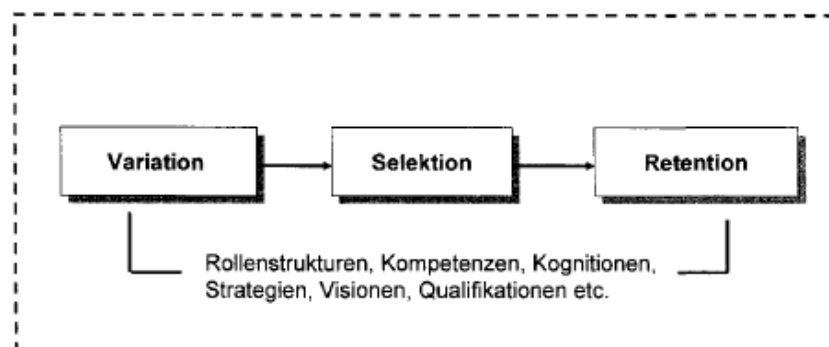 Variation
Selektion
Retention
Rollenstrukturen, Kompetenzen, Kognitionen,
Strategien, Visionen, Qualifikationen etc.